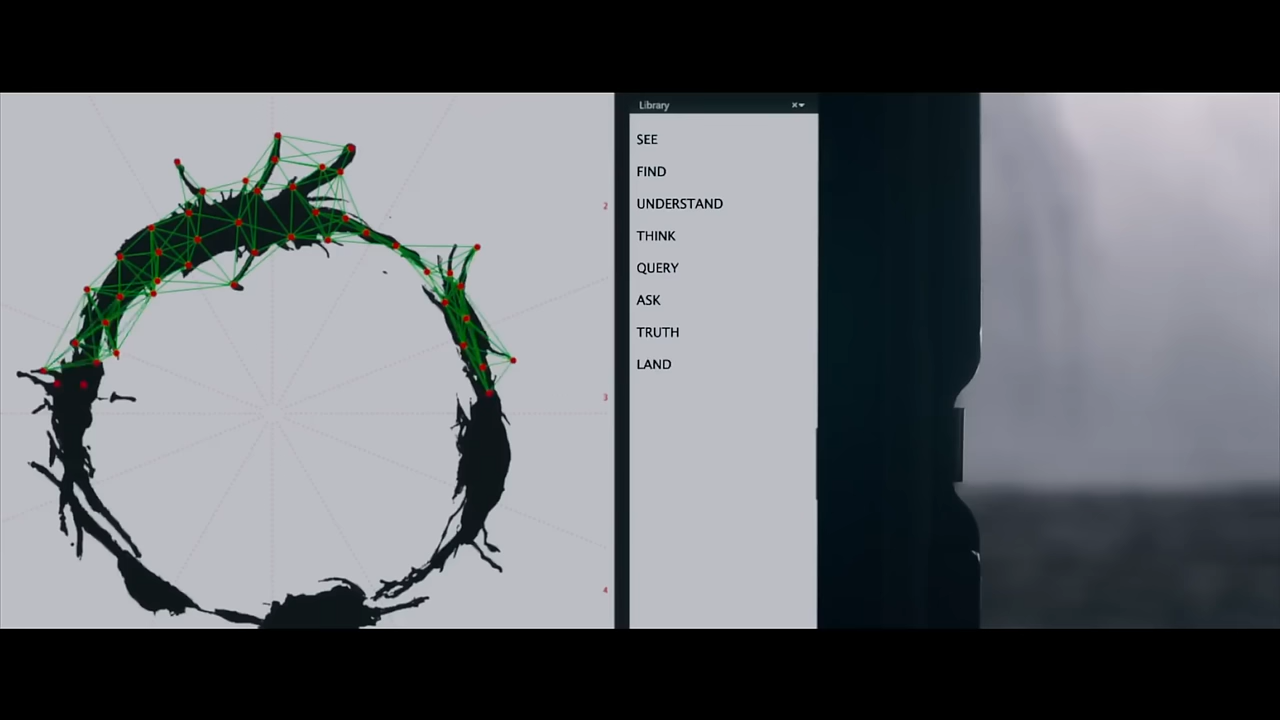 Library
SEE
FIND
UNDERSTAND
THINK
QUERY
ASK
TRUTH
LAND
2
3
4